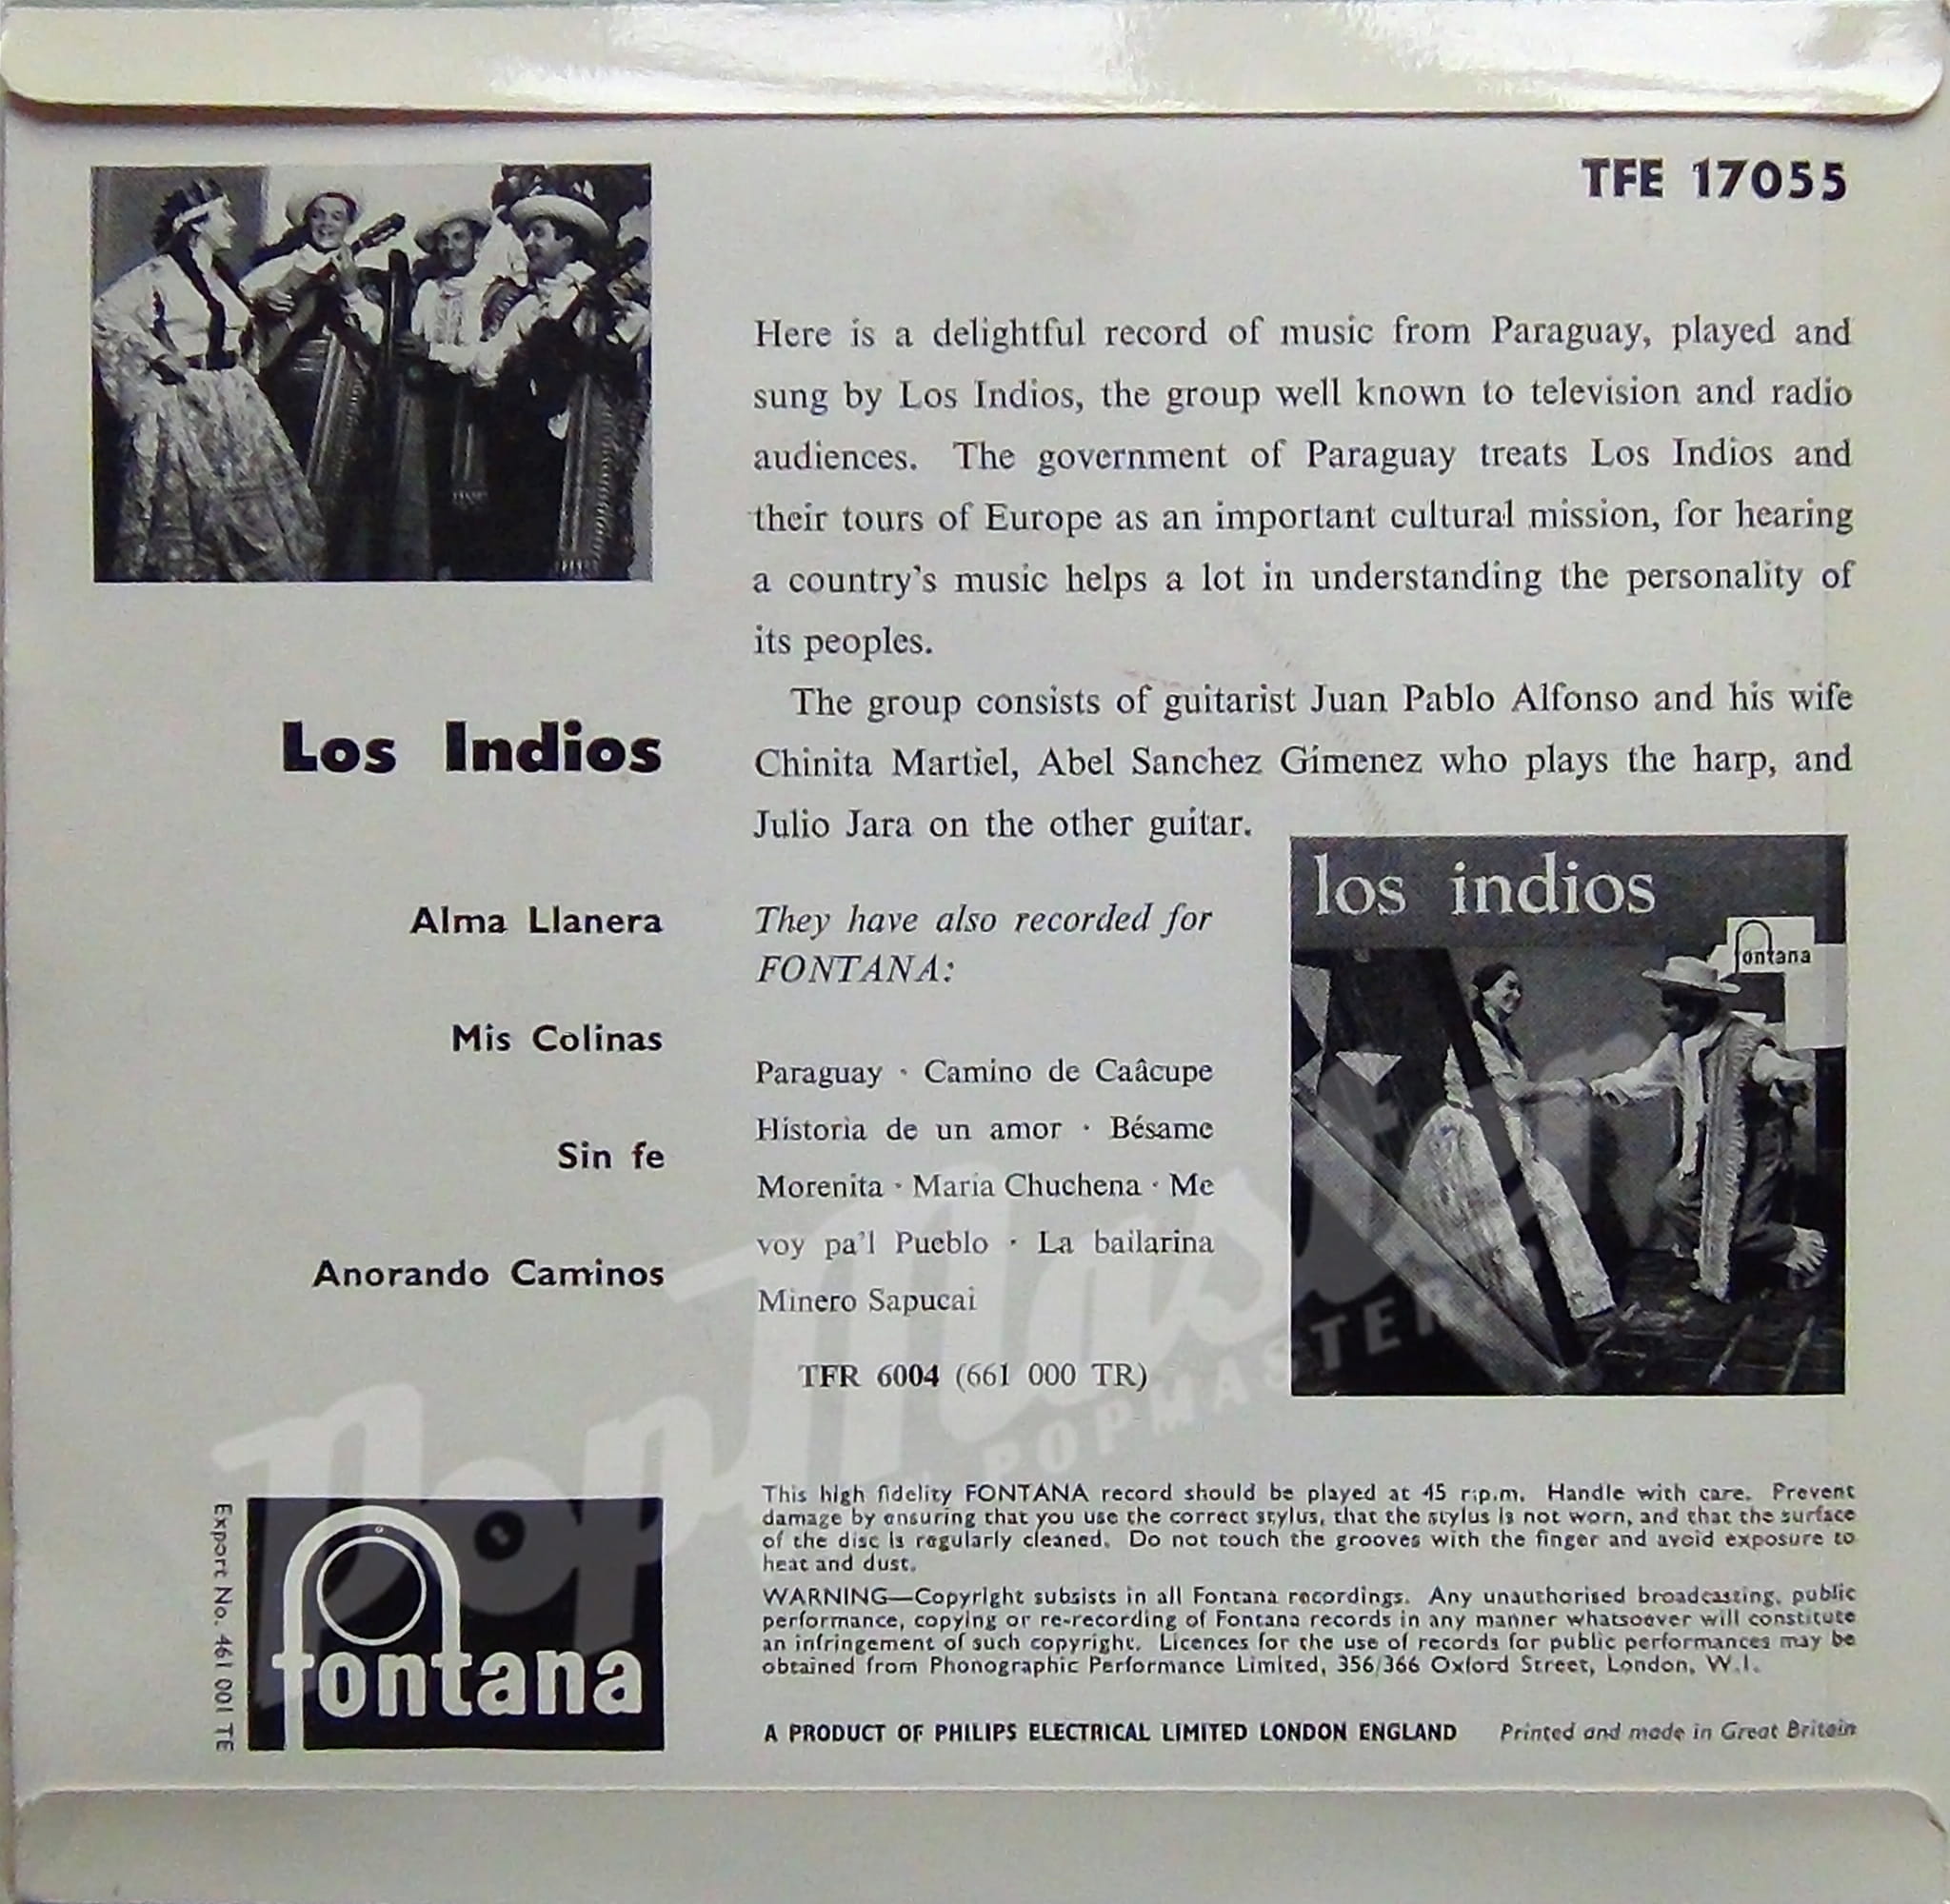 TFE 17055
Here is a delightful record of music from Paraguay, played and
sung by Los Indios, the group well known to television and radio
audiences. The government of Paraguay treats Los Indios and
their tours of Europe as an important cultural mission, for hearing
a country's music helps a lot in understanding the personality of
its peoples.
The group consists of guitarist Juan Pablo Alfonso and his wife
Chinita Martiel, Abel Sanchez Gimenez who plays the harp, and
Julio Jara on the other guitar.
Los Indios
Alma Llanera
Mis Colinas
Sin fe
Anorando Caminos
They have also recorded for
FONTANA:
Paraguay · Camino de Caâcupe
Historia de un amor · Bésame
Morenita · Maria Chuchena · Me
voy pa'l Pueblo · La bailarina
Minero Sapucai
TFR 6004 (661 000 TR)
los indios
fontana
This high fidelity FONTANA record should be played at 45 r.p.m. Handle with care. Prevent
damage by ensuring that you use the correct stylus, that the stylus is not worn, and that the surface
of the disc is regularly cleaned. Do not touch the grooves with the finger and avoid exposure to
heat and dust.
WARNING—Copyright subsists in all Fontana recordings. Any unauthorised broadcasting, public
performance, copying or re-recording of Fontana records in any manner whatsoever will constitute
an infringement of such copyright. Licences for the use of records for public performances may be
obtained from Phonographic Performance Limited, 356/366 Oxford Street, London, W.1.
A PRODUCT OF PHILIPS ELECTRICAL LIMITED LONDON ENGLAND Printed and made in Great Britain
Export No. 461 001 TE
fontana
PopMaster
POPMASTER